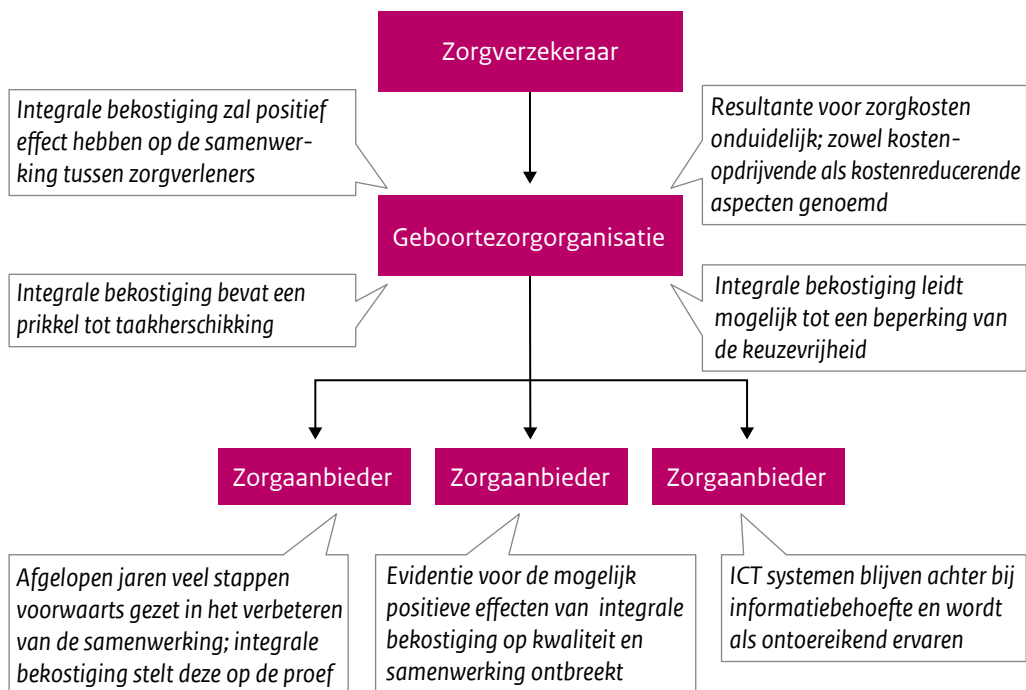 Zorgverzekeraar
Integrale bekostiging zal positief
effect hebben op de samenwer-
king tussen zorgverleners
Resultante voor zorgkosten
onduidelijk; zowel kosten-
opdrijvende als kostenreducerende
aspecten genoemd
Geboortezorgorganisatie
Integrale bekostiging bevat een
prikkel tot taakherschikking
Integrale bekostiging leidt
mogelijk tot een beperking van
de keuzevrijheid
Zorgaanbieder
Zorgaanbieder
Zorgaanbieder
Afgelopen jaren veel stappen
voorwaarts gezet in het verbeteren
van de samenwerking; integrale
bekostiging stelt deze op de proef
Evidentie voor de mogelijk
positieve effecten van integrale
bekostiging op kwaliteit en
samenwerking ontbreekt
ICT systemen blijven achter bij
informatiebehoefte en wordt
als ontoereikend ervaren